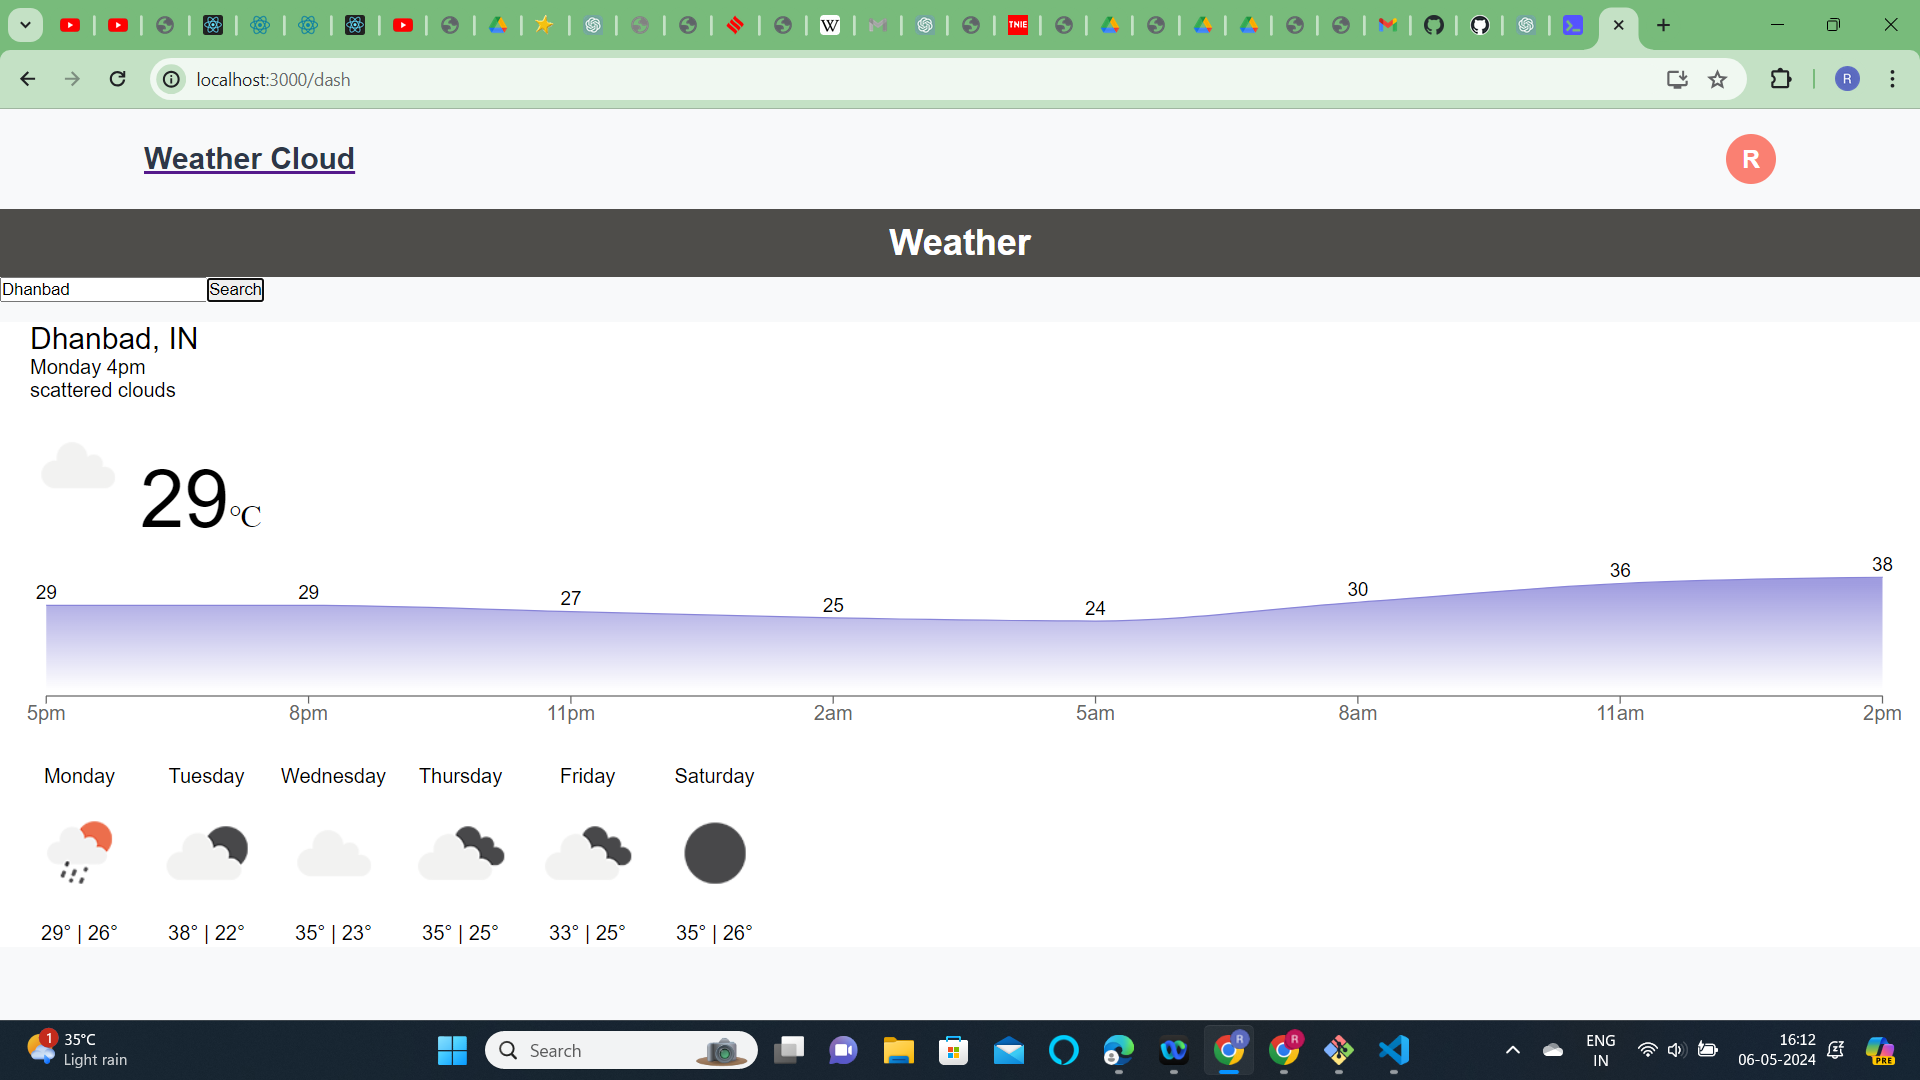 TNIE
W
localhost:3000/dash
R
Weather Cloud
R
Weather
Dhanbad
Search
Dhanbad, IN
Monday 4pm
scattered clouds
29°C
29 29 27 25 24 30 36 38
5pm 8pm 11pm 2am 5am 8am 11am 2pm
Monday Tuesday Wednesday Thursday Friday Saturday
29° | 26° 38° | 22° 35° | 23° 35° | 25° 33° | 25° 35° | 26°
1
35°C
Light rain
Search
R
R
ENG
IN
16:12
06-05-2024
PRE